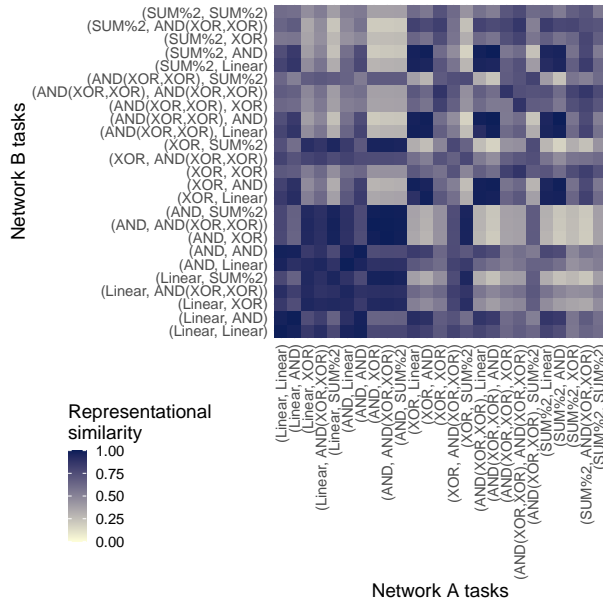 Network B tasks
(SUM%2, SUM%2)
(SUM%2, AND(XOR,XOR))
(SUM%2, XOR)
(SUM%2, AND)
(SUM%2, Linear)
(AND(XOR,XOR), SUM%2)
(AND(XOR,XOR), AND(XOR,XOR))
(AND(XOR,XOR), XOR)
(AND(XOR,XOR), AND)
(AND(XOR,XOR), Linear)
(XOR, SUM%2)
(XOR, AND(XOR,XOR))
(XOR, XOR)
(XOR, AND)
(XOR, Linear)
(AND, SUM%2)
(AND, AND(XOR,XOR))
(AND, XOR)
(AND, AND)
(AND, Linear)
(Linear, SUM%2)
(Linear, AND(XOR,XOR))
(Linear, XOR)
(Linear, AND)
(Linear, Linear)
(Linear, Linear)
(Linear, AND)
(Linear, XOR)
(Linear, AND(XOR,XOR))
(Linear, SUM%2)
(AND, Linear)
(AND, AND)
(AND, XOR)
(AND, AND(XOR,XOR))
(AND, SUM%2)
(XOR, Linear)
(XOR, AND)
(XOR, XOR)
(XOR, AND(XOR,XOR))
(XOR, SUM%2)
(AND(XOR,XOR), Linear)
(AND(XOR,XOR), AND)
(AND(XOR,XOR), XOR)
(AND(XOR,XOR), AND(XOR,XOR))
(AND(XOR,XOR), SUM%2)
(SUM%2, Linear)
(SUM%2, AND)
(SUM%2, XOR)
(SUM%2, AND(XOR,XOR))
(SUM%2, SUM%2)
Network A tasks
Representational
similarity
1.00
0.75
0.50
0.25
0.00